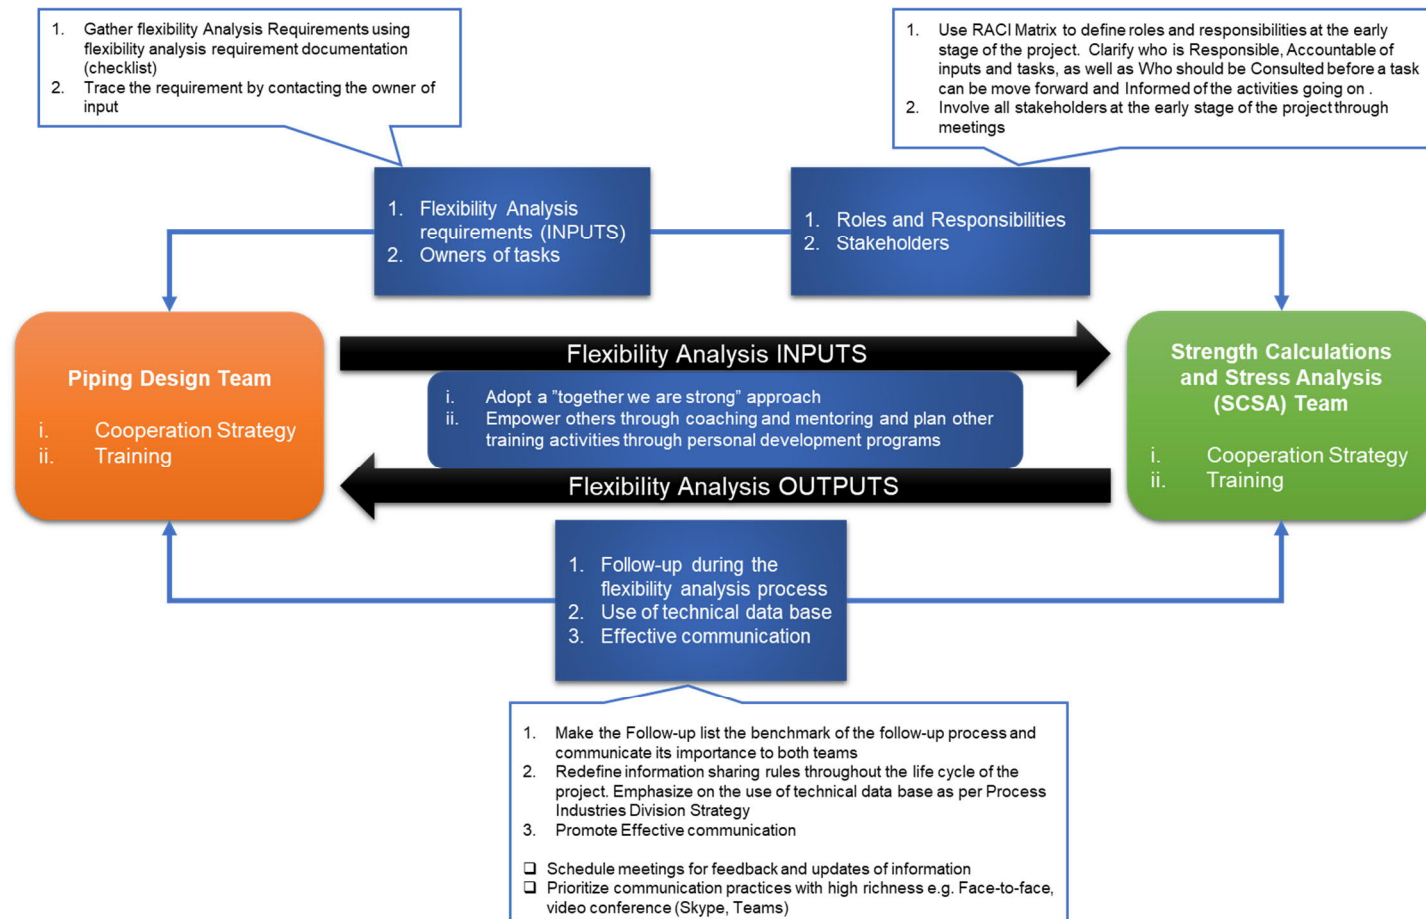 1. Gather flexibility Analysis Requirements using
flexibility analysis requirement documentation
(checklist)
2. Trace the requirement by contacting the owner of
input
1. Use RACI Matrix to define roles and responsibilities at the early
stage of the project. Clarify who is Responsible, Accountable of
inputs and tasks, as well as Who should be Consulted before a task
can be move forward and Informed of the activities going on .
2. Involve all stakeholders at the early stage of the project through
meetings
1. Flexibility Analysis
requirements (INPUTS)
2. Owners of tasks
1. Roles and Responsibilities
2. Stakeholders
Piping Design Team
i. Cooperation Strategy
ii. Training
Flexibility Analysis INPUTS
i. Adopt a ”together we are strong” approach
ii. Empower others through coaching and mentoring and plan other
training activities through personal development programs
Flexibility Analysis OUTPUTS
Strength Calculations
and Stress Analysis
(SCSA) Team
i. Cooperation Strategy
ii. Training
1. Follow-up during the
flexibility analysis process
2. Use of technical data base
3. Effective communication
1. Make the Follow-up list the benchmark of the follow-up process and
communicate its importance to both teams
2. Redefine information sharing rules throughout the life cycle of the
project. Emphasize on the use of technical data base as per Process
Industries Division Strategy
3. Promote Effective communication
❑ Schedule meetings for feedback and updates of information
❑ Prioritize communication practices with high richness e.g. Face-to-face,
video conference (Skype, Teams)